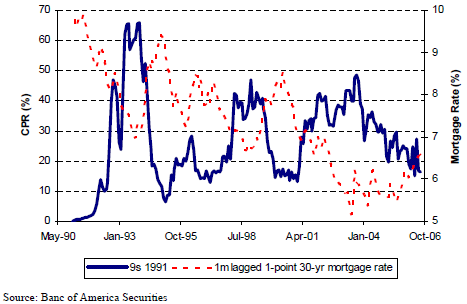 70
60
50
40
30
20
10
0
CPR (%)
10
9
8
7
6
5
Mortgage Rate (%)
May-90 Jan-93 Oct-95 Jul-98 Apr-01 Jan-04 Oct-06
9s 1991 1m lagged 1-point 30-yr mortgage rate
Source: Banc of America Securities